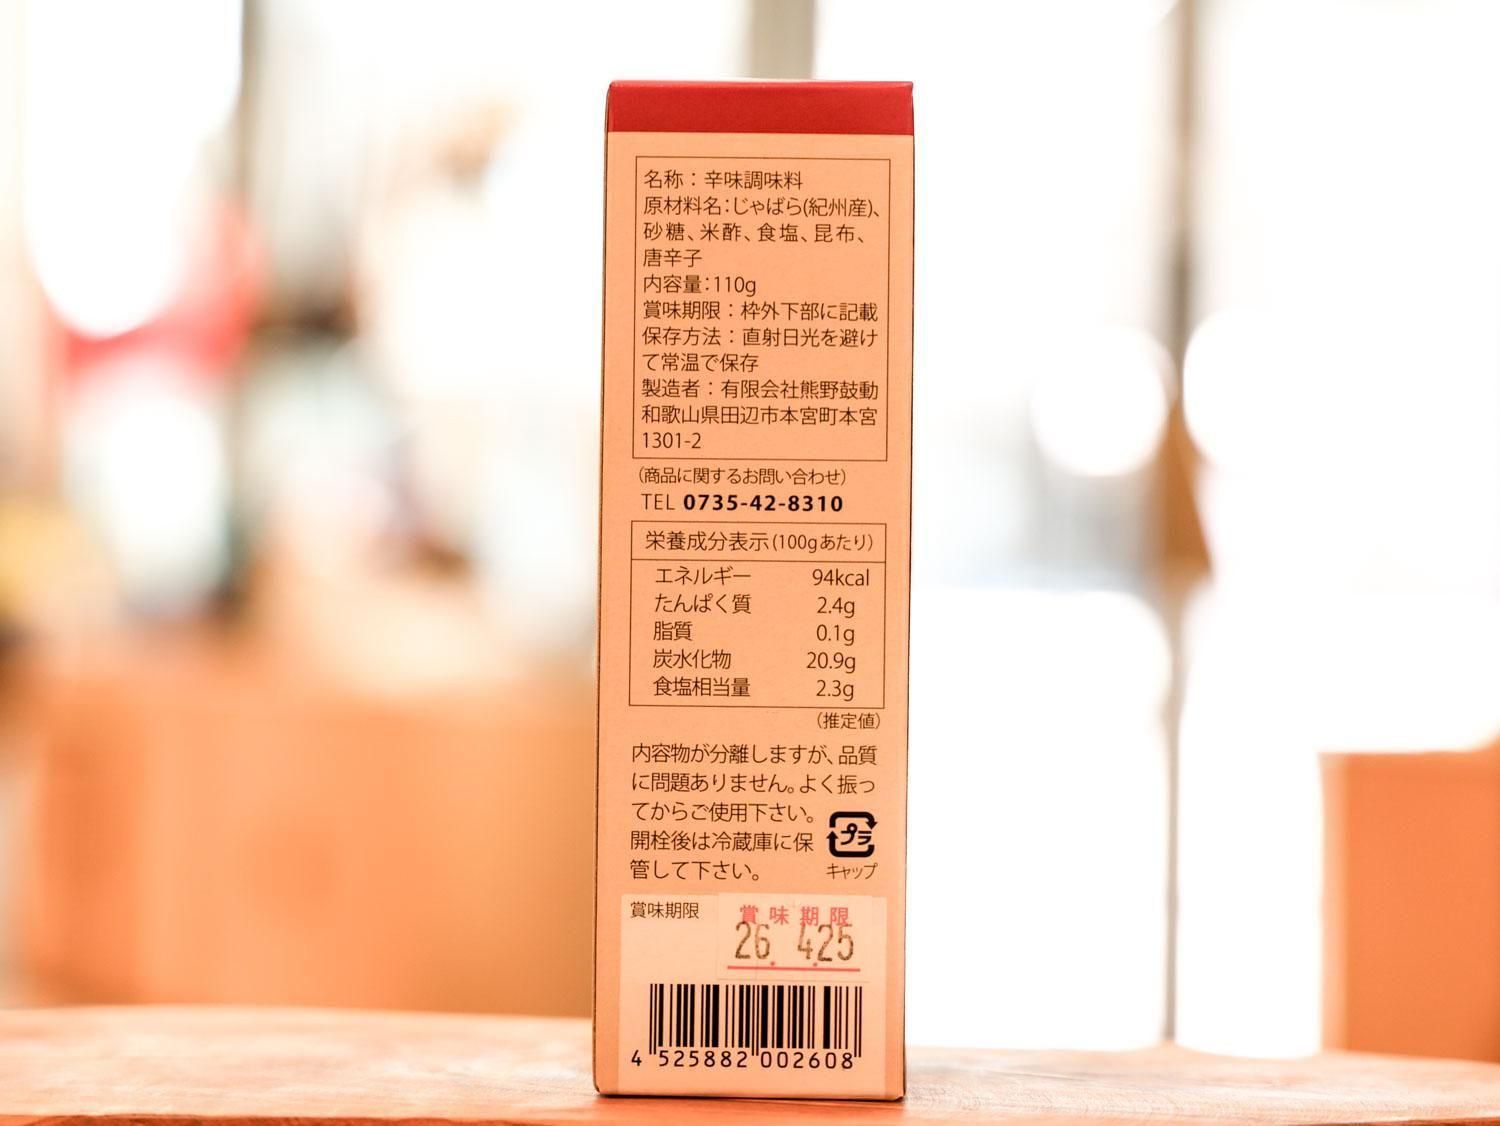 名称：辛味調味料
原材料名：じゃばら(紀州産)、
砂糖、米酢、食塩、昆布、
唐辛子
内容量：110g
賞味期限：枠外下部に記載
保存方法：直射日光を避け
て常温で保存
製造者：有限会社熊野鼓動
和歌山県田辺市本宮町本宮
1301-2
（商品に関するお問い合わせ）
TEL 0735-42-8310
栄養成分表示(100gあたり)
エネルギー 94kcal
たんぱく質 2.4g
脂質 0.1g
炭水化物 20.9g
食塩相当量 2.3g
（推定値）
内容物が分離しますが、品質
に問題ありません。よく振っ
てからご使用下さい。
開栓後は冷蔵庫に保
管して下さい。
プラ
キャップ
賞味期限
賞味期限
26. 4.25
4 525882 002608